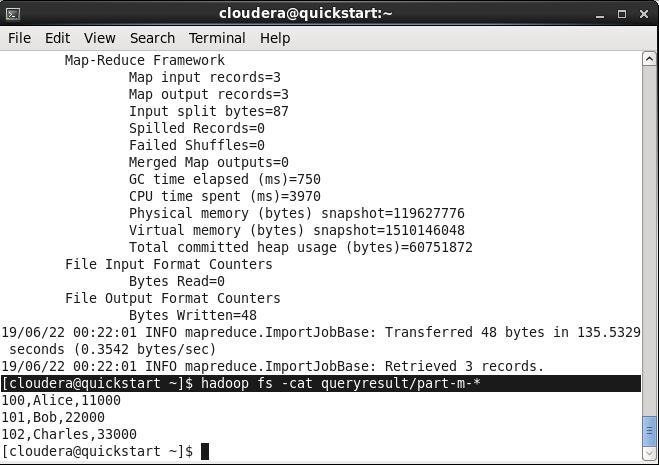 cloudera@quickstart:~
File Edit View Search Terminal Help
Map-Reduce Framework
Map input records=3
Map output records=3
Input split bytes=87
Spilled Records=0
Failed Shuffles=0
Merged Map outputs=0
GC time elapsed (ms)=750
CPU time spent (ms)=3970
Physical memory (bytes) snapshot=119627776
Virtual memory (bytes) snapshot=1510146048
Total committed heap usage (bytes)=60751872
File Input Format Counters
Bytes Read=0
File Output Format Counters
Bytes Written=48
19/06/22 00:22:01 INFO mapreduce.ImportJobBase: Transferred 48 bytes in 135.5329
seconds (0.3542 bytes/sec)
19/06/22 00:22:01 INFO mapreduce.ImportJobBase: Retrieved 3 records.
[cloudera@quickstart ~]$ hadoop fs -cat queryresult/part-m-*
100,Alice,11000
101,Bob,22000
102,Charles,33000
[cloudera@quickstart ~]$